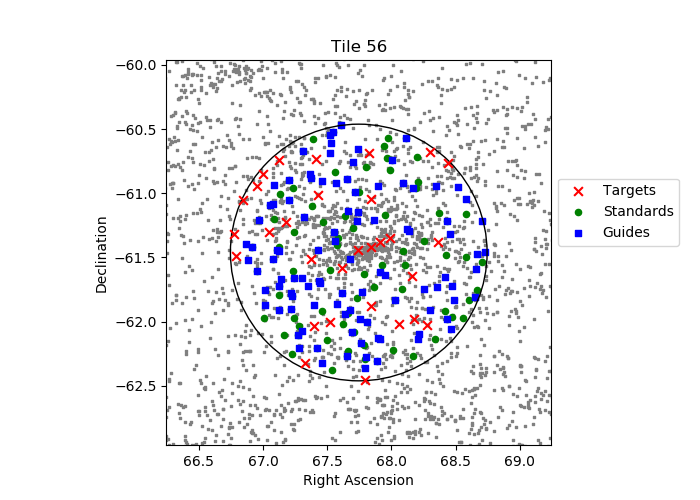 Tile 56
−60.0
−60.5
−61.0
−61.5
−62.0
−62.5
Declination
66.5 67.0 67.5 68.0 68.5 69.0
Right Ascension
Targets
Standards
Guides